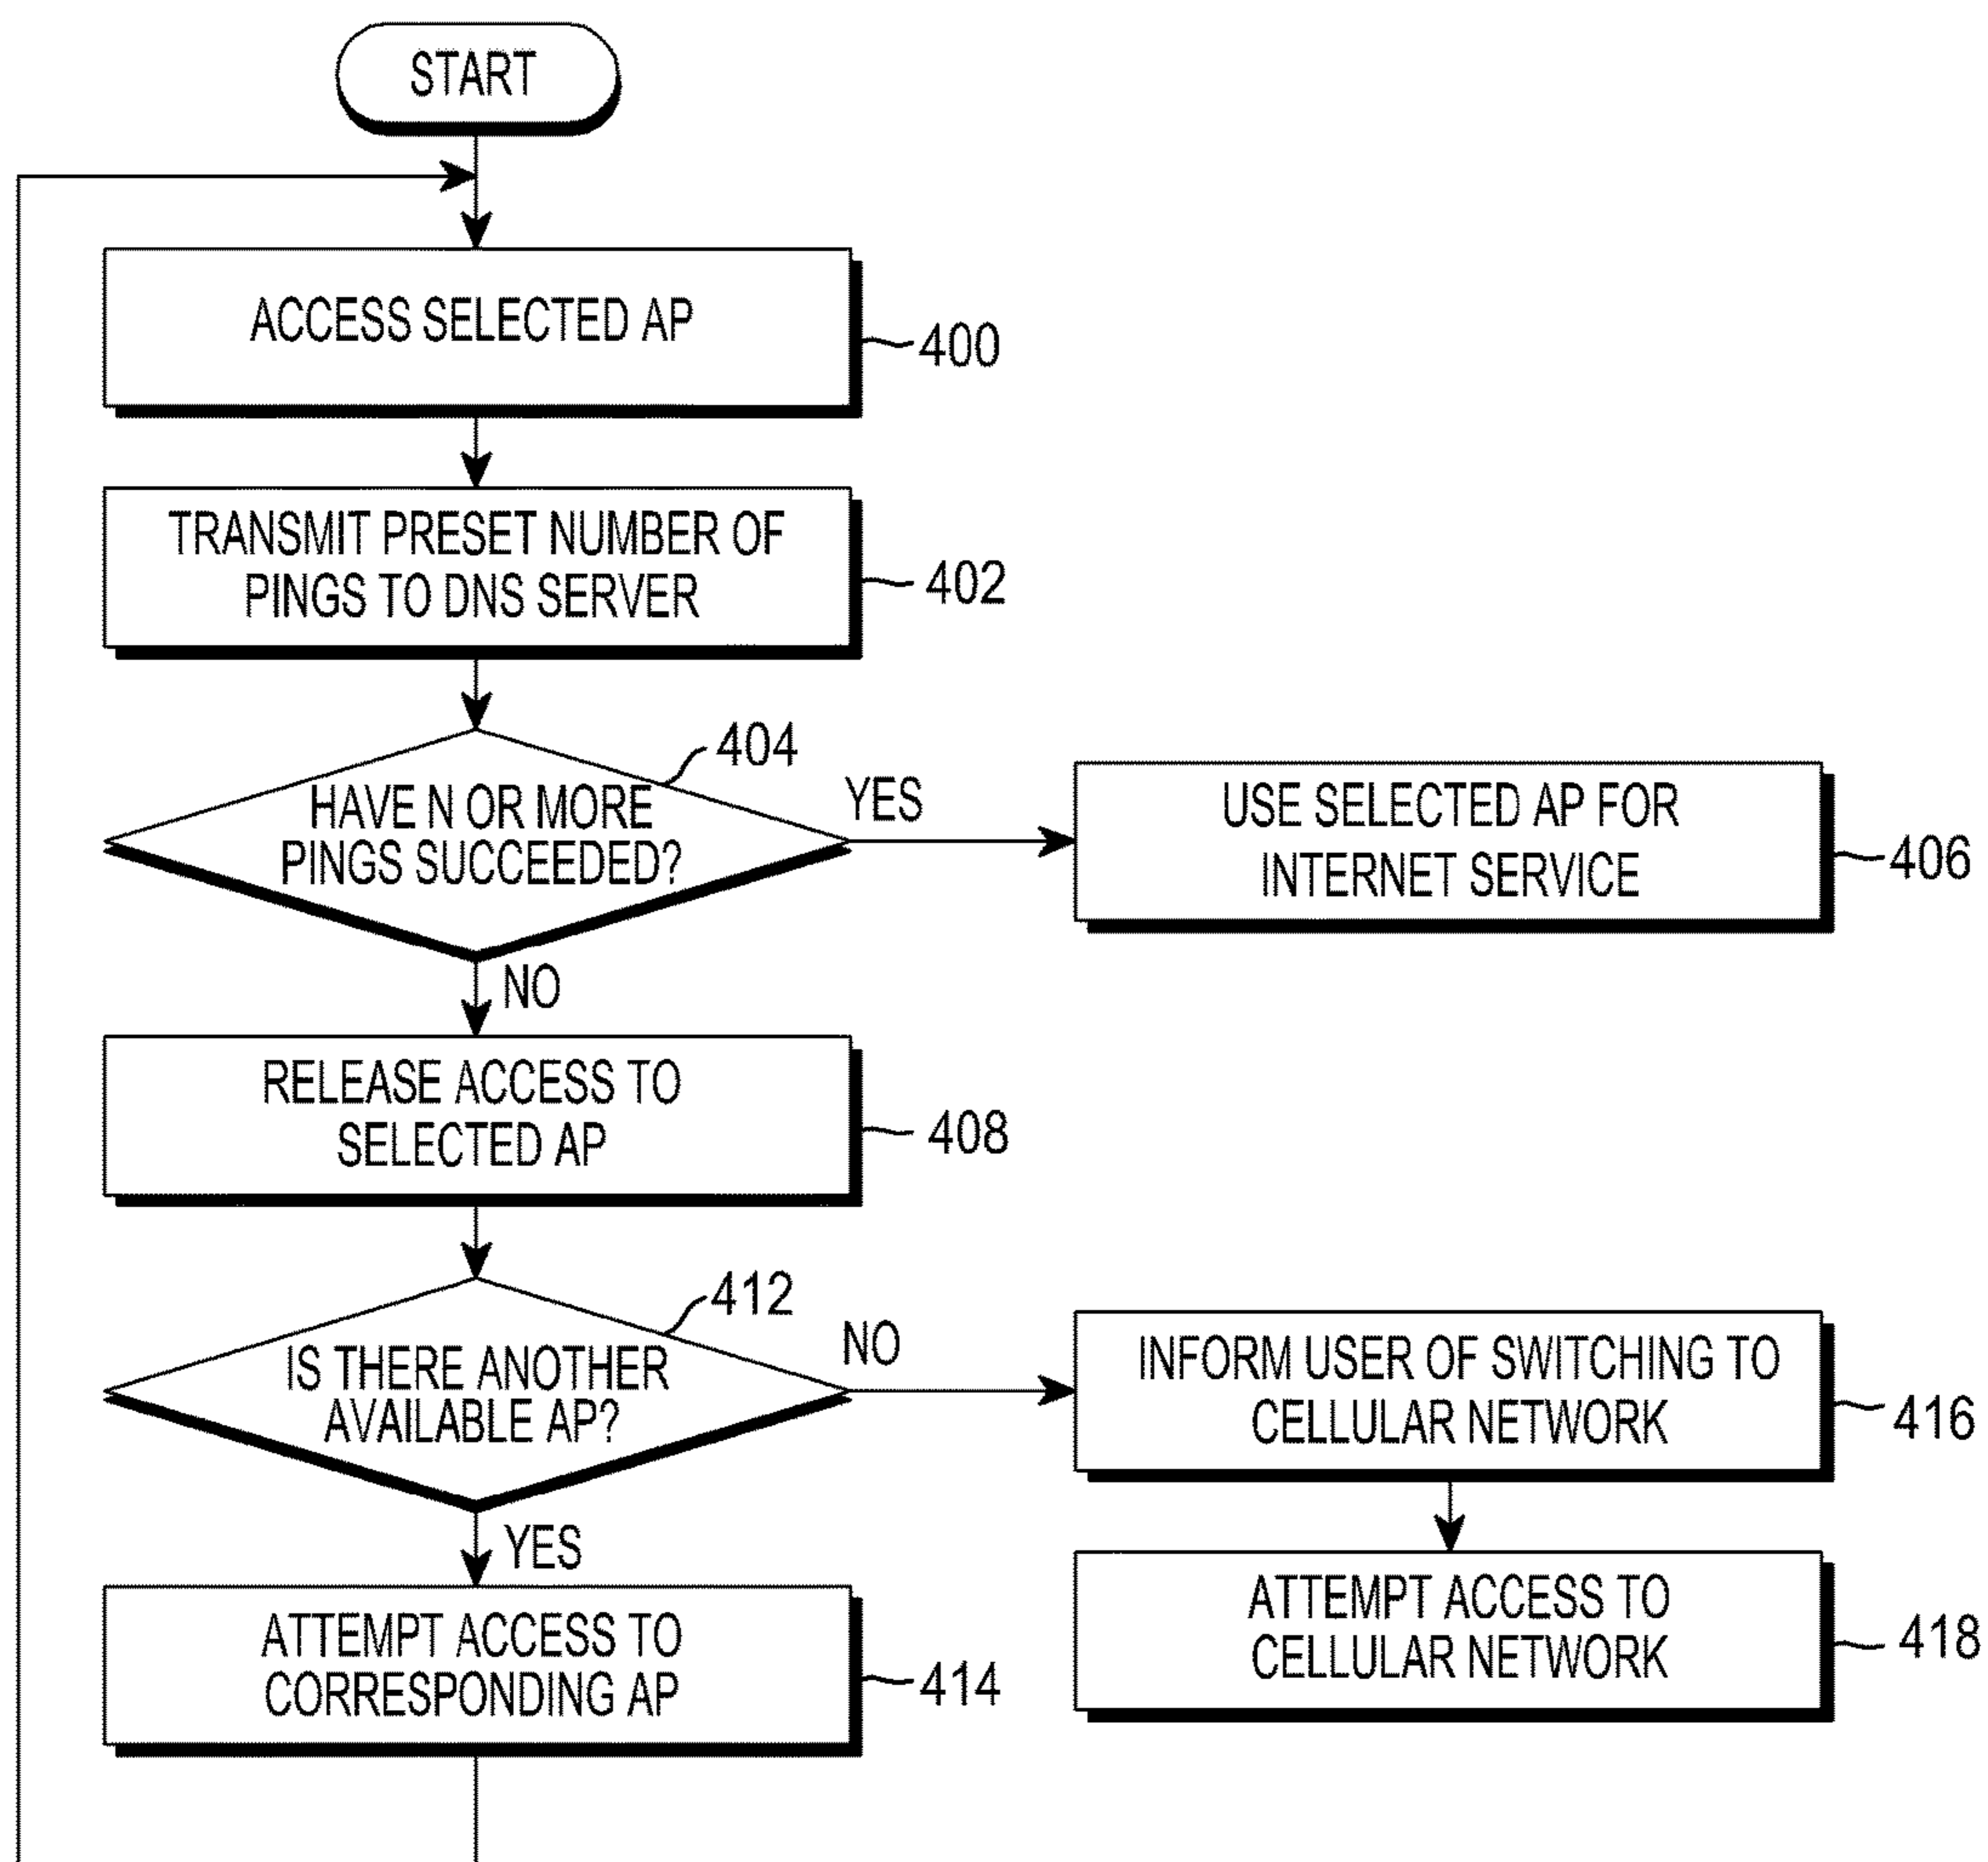 START
ACCESS SELECTED AP
400
TRANSMIT PRESET NUMBER OF
PINGS TO DNS SERVER
402
404
HAVE N OR MORE
PINGS SUCCEEDED?
YES
USE SELECTED AP FOR
INTERNET SERVICE
406
NO
RELEASE ACCESS TO
SELECTED AP
408
412
IS THERE ANOTHER
AVAILABLE AP?
NO
INFORM USER OF SWITCHING TO
CELLULAR NETWORK
416
YES
ATTEMPT ACCESS TO
CORRESPONDING AP
414
ATTEMPT ACCESS TO
CELLULAR NETWORK
418